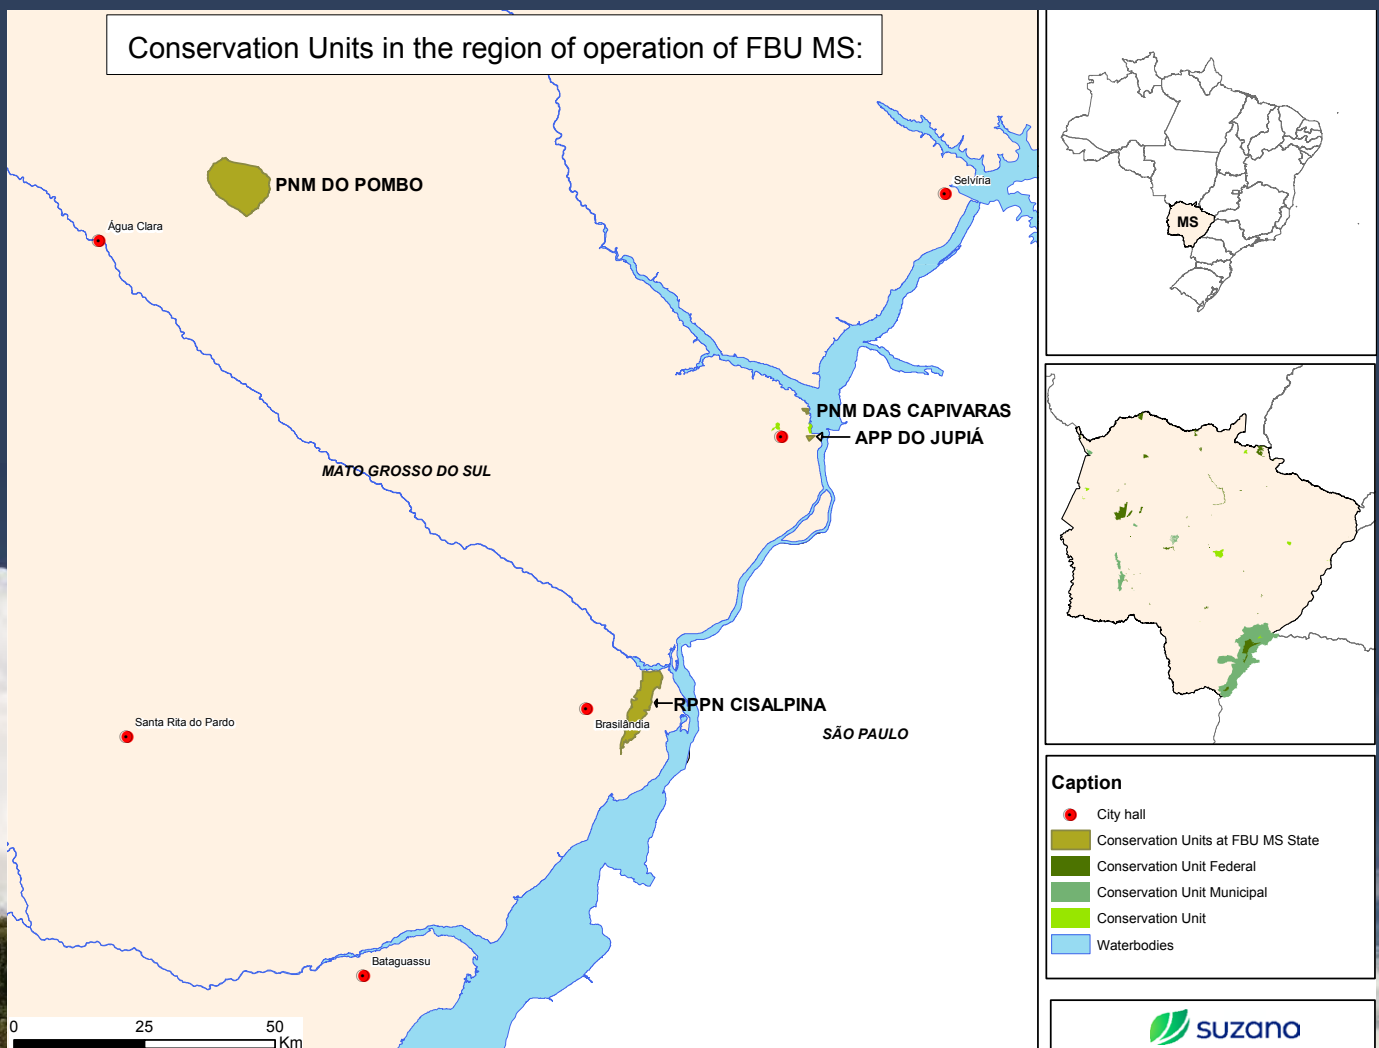 Conservation Units in the region of operation of FBU MS:
PNM DO POMBO
Selvíria
Água Clara
MS
PNM DAS CAPIVARAS
APP DO JUPIÁ
MATO GROSSO DO SUL
RPPN CISALPINA
Brasilândia
Santa Rita do Pardo
SÃO PAULO
Bataguassu
0 25 50
Km
Caption
City hall
Conservation Units at FBU MS State
Conservation Unit Federal
Conservation Unit Municipal
Conservation Unit
Waterbodies
suzano